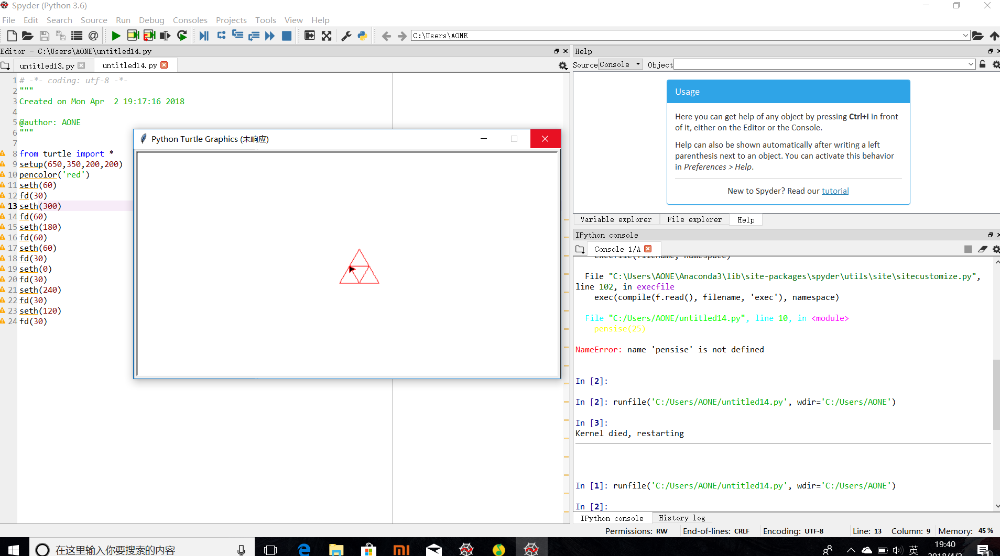 Spyder (Python 3.6)
File Edit Search Source Run Debug Consoles Projects Tools View Help
C:\Users\AONE
Editor - C:\Users\AONE\untitled14.py
Help
untitled13.py
untitled14.py
Source Console Object
1 # -*- coding: utf-8 -*-
2 """
3 Created on Mon Apr  2 19:17:16 2018
4
5 @author: AONE
6 """
7
8 from turtle import *
9 setup(650,350,200,200)
10 pencolor('red')
11 seth(60)
12 fd(30)
13 seth(300)
14 fd(60)
15 seth(180)
16 fd(60)
17 seth(60)
18 fd(30)
19 seth(0)
20 fd(30)
21 seth(240)
22 fd(30)
23 seth(120)
24 fd(30)
Python Turtle Graphics (未响应)
Usage
Here you can get help of any object by pressing Ctrl+I in front
of it, either on the Editor or the Console.
Help can also be shown automatically after writing a left
parenthesis next to an object. You can activate this behavior
in Preferences > Help.
New to Spyder? Read our tutorial
Variable explorer File explorer Help
IPython console
Console 1/A
execfile(filename, namespace)
File "C:\Users\AONE\Anaconda3\lib\site-packages\spyder\utils\site\sitecustomize.py",
line 102, in execfile
exec(compile(f.read(), filename, 'exec'), namespace)
File "C:/Users/AONE/untitled14.py", line 10, in <module>
pensise(25)
NameError: name 'pensise' is not defined
In [2]:
In [2]: runfile('C:/Users/AONE/untitled14.py', wdir='C:/Users/AONE')
In [3]:
Kernel died, restarting
In [1]: runfile('C:/Users/AONE/untitled14.py', wdir='C:/Users/AONE')
In [2]:
IPython console History log
Permissions: RW End-of-lines: CRLF Encoding: UTF-8 Line: 13 Column: 9 Memory: 45 %
在这里输入你要搜索的内容
英
19:40